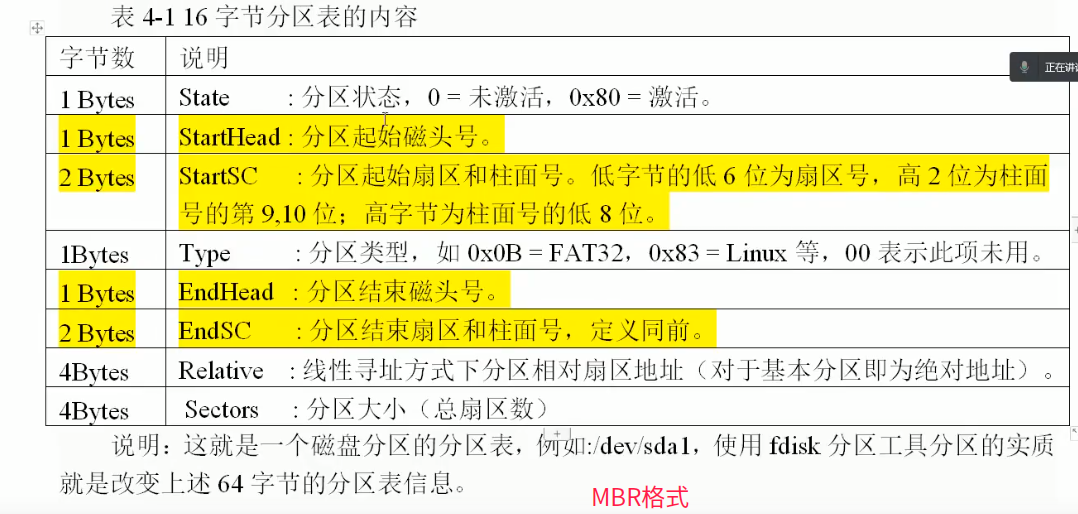 表 4-1 16 字节分区表的内容
字节数 说明
正在讲
1 Bytes State : 分区状态，0 = 未激活，0x80 = 激活。
1 Bytes StartHead : 分区起始磁头号。
2 Bytes StartSC : 分区起始扇区和柱面号。低字节的低 6 位为扇区号，高 2 位为柱面
号的第 9,10 位；高字节为柱面号的低 8 位。
1Bytes Type : 分区类型，如 0x0B = FAT32，0x83 = Linux 等，00 表示此项未用。
1 Bytes EndHead : 分区结束磁头号。
2 Bytes EndSC : 分区结束扇区和柱面号，定义同前。
4Bytes Relative : 线性寻址方式下分区相对扇区地址（对于基本分区即为绝对地址）。
4Bytes Sectors : 分区大小（总扇区数）
说明：这就是一个磁盘分区的分区表，例如:/dev/sda1，使用 fdisk 分区工具分区的实质
就是改变上述 64 字节的分区表信息。
MBR格式